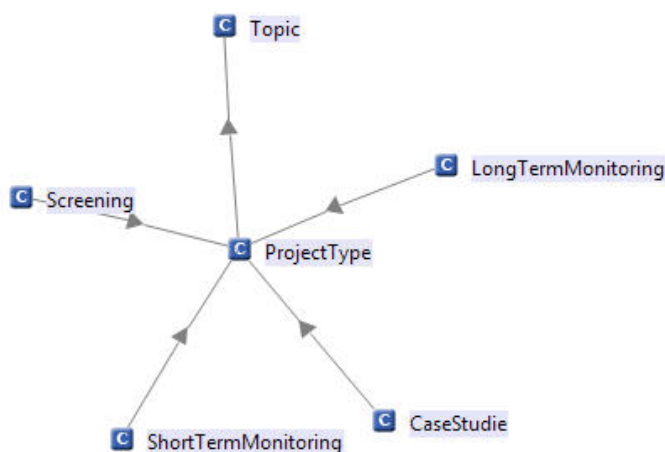 C Topic
C LongTermMonitoring
C Screening
C ProjectType
C CaseStudie
C ShortTermMonitoring